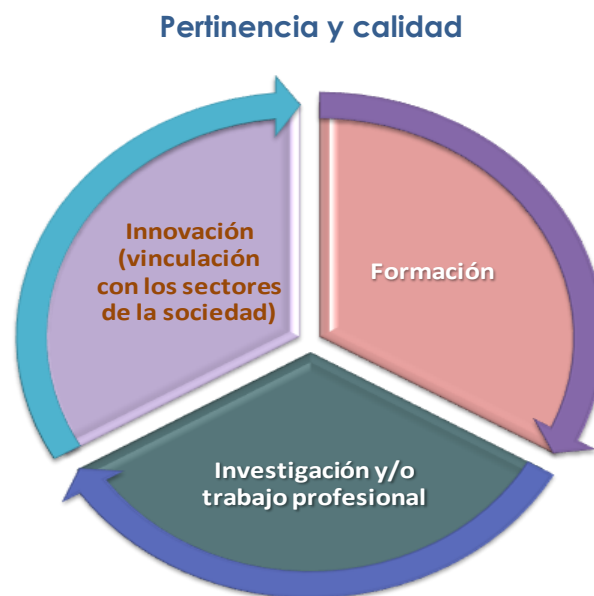 Pertinencia y calidad
Innovación
(vinculación
con los sectores
de la sociedad)
Formación
Investigación y/o
trabajo profesional